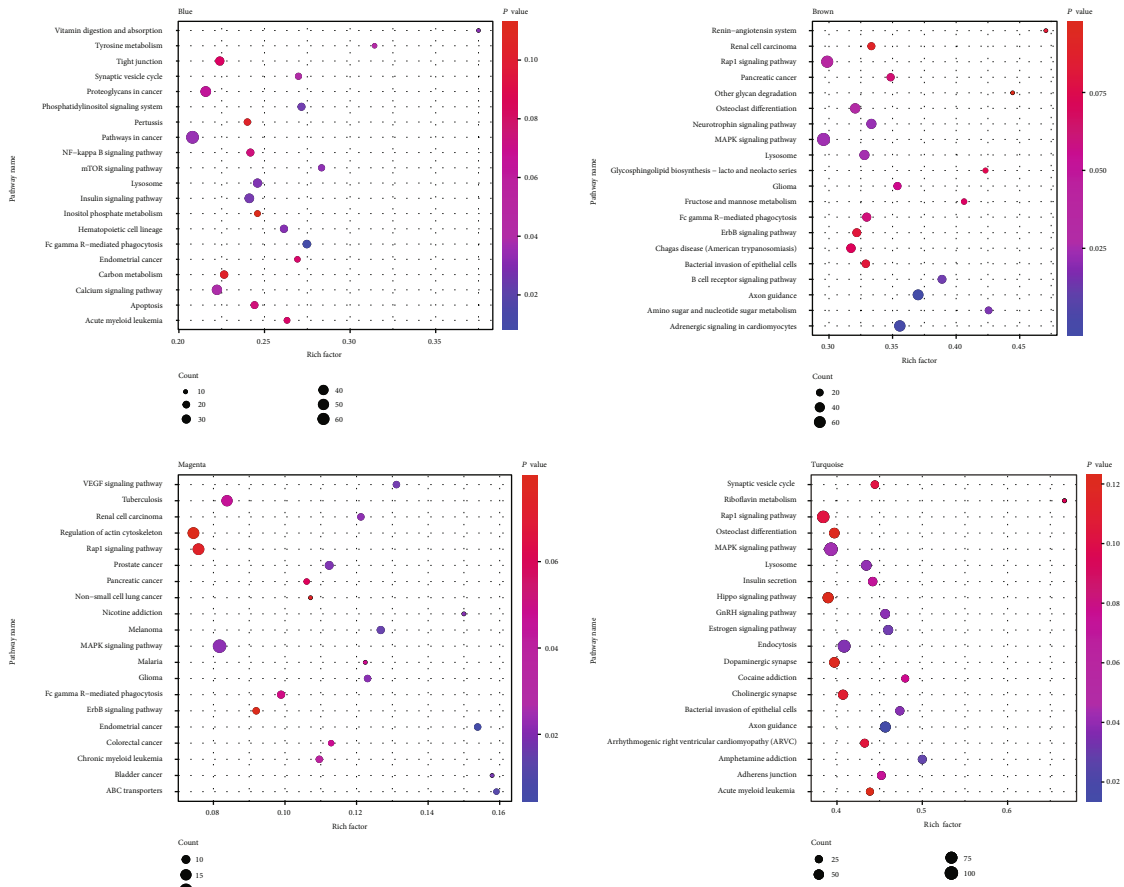 Blue
P value
Vitamin digestion and absorption
Tyrosine metabolism
Tight junction
Synaptic vesicle cycle
Proteoglycans in cancer
Phosphatidylinositol signaling system
Pertussis
Pathways in cancer
NF−kappa B signaling pathway
mTOR signaling pathway
Lysosome
Insulin signaling pathway
Inositol phosphate metabolism
Hematopoietic cell lineage
Fc gamma R−mediated phagocytosis
Endometrial cancer
Carbon metabolism
Calcium signaling pathway
Apoptosis
Acute myeloid leukemia
Pathway name
0.20 0.25 0.30 0.35
Rich factor
0.10
0.08
0.06
0.04
0.02
Count
10 40
20 50
30 60
Brown
P value
Renin−angiotensin system
Renal cell carcinoma
Rap1 signaling pathway
Pancreatic cancer
Other glycan degradation
Osteoclast differentiation
Neurotrophin signaling pathway
MAPK signaling pathway
Lysosome
Glycosphingolipid biosynthesis − lacto and neolacto series
Glioma
Fructose and mannose metabolism
Fc gamma R−mediated phagocytosis
ErbB signaling pathway
Chagas disease (American trypanosomiasis)
Bacterial invasion of epithelial cells
B cell receptor signaling pathway
Axon guidance
Amino sugar and nucleotide sugar metabolism
Adrenergic signaling in cardiomyocytes
Pathway name
0.30 0.35 0.40 0.45
Rich factor
0.075
0.050
0.025
Count
20
40
60
Magenta
P value
VEGF signaling pathway
Tuberculosis
Renal cell carcinoma
Regulation of actin cytoskeleton
Rap1 signaling pathway
Prostate cancer
Pancreatic cancer
Non−small cell lung cancer
Nicotine addiction
Melanoma
MAPK signaling pathway
Malaria
Glioma
Fc gamma R−mediated phagocytosis
ErbB signaling pathway
Endometrial cancer
Colorectal cancer
Chronic myeloid leukemia
Bladder cancer
ABC transporters
Pathway name
0.08 0.10 0.12 0.14 0.16
Rich factor
0.06
0.04
0.02
Count
10
15
Turquoise
P value
Synaptic vesicle cycle
Riboflavin metabolism
Rap1 signaling pathway
Osteoclast differentiation
MAPK signaling pathway
Lysosome
Insulin secretion
Hippo signaling pathway
GnRH signaling pathway
Estrogen signaling pathway
Endocytosis
Dopaminergic synapse
Cocaine addiction
Cholinergic synapse
Bacterial invasion of epithelial cells
Axon guidance
Arrhythmogenic right ventricular cardiomyopathy (ARVC)
Amphetamine addiction
Adherens junction
Acute myeloid leukemia
Pathway name
0.4 0.5 0.6
Rich factor
0.12
0.10
0.08
0.06
0.04
0.02
Count
25 75
50 100